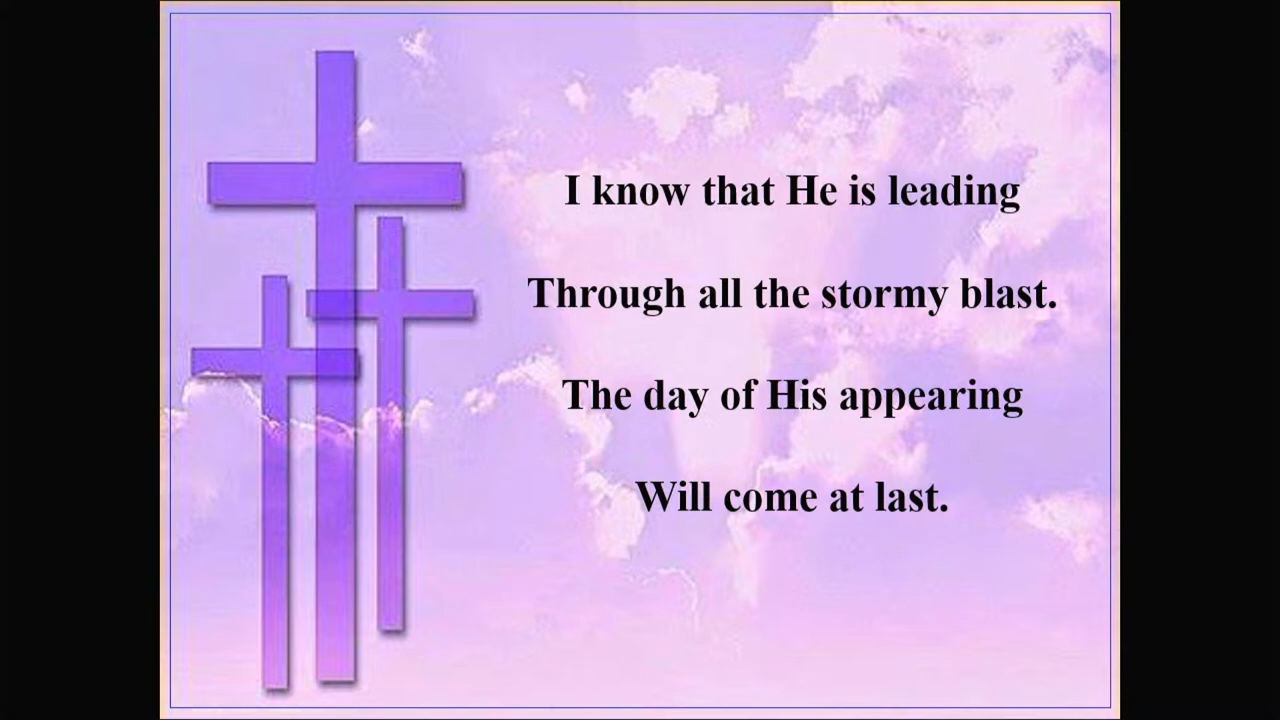 I know that He is leading
Through all the stormy blast.
The day of His appearing
Will come at last.